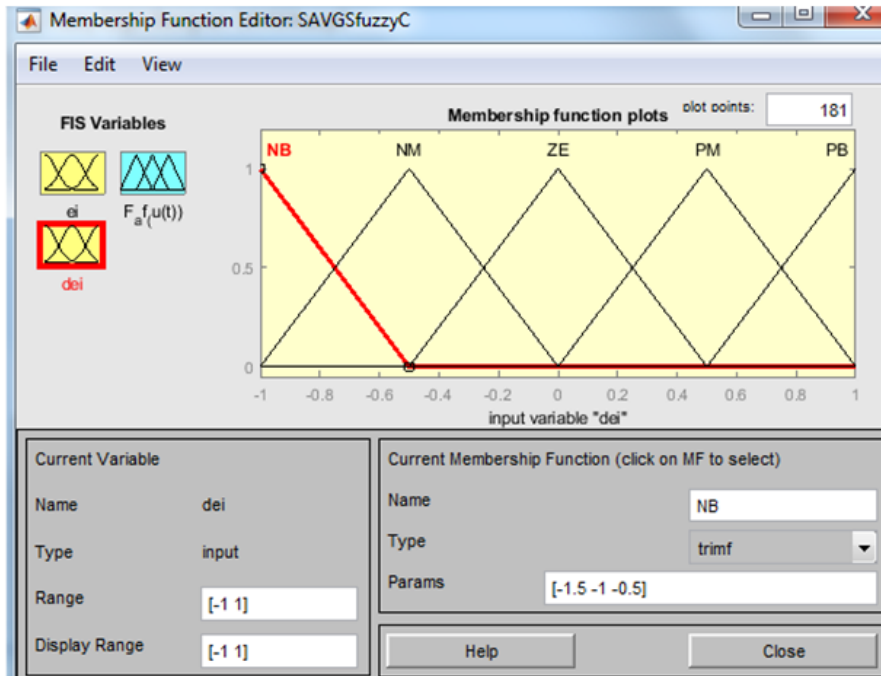 Membership Function Editor: SAVGSfuzzyC
File Edit View
FIS Variables
Membership function plots
plot points: 181
ei
F_af(u(t))
dei
NB NM ZE PM PB
1
0.5
0
-1 -0.8 -0.6 -0.4 -0.2 0 0.2 0.4 0.6 0.8 1
input variable "dei"
Current Variable
Name dei
Type input
Range [-1 1]
Display Range [-1 1]
Current Membership Function (click on MF to select)
Name NB
Type trimf
Params [-1.5 -1 -0.5]
Help Close